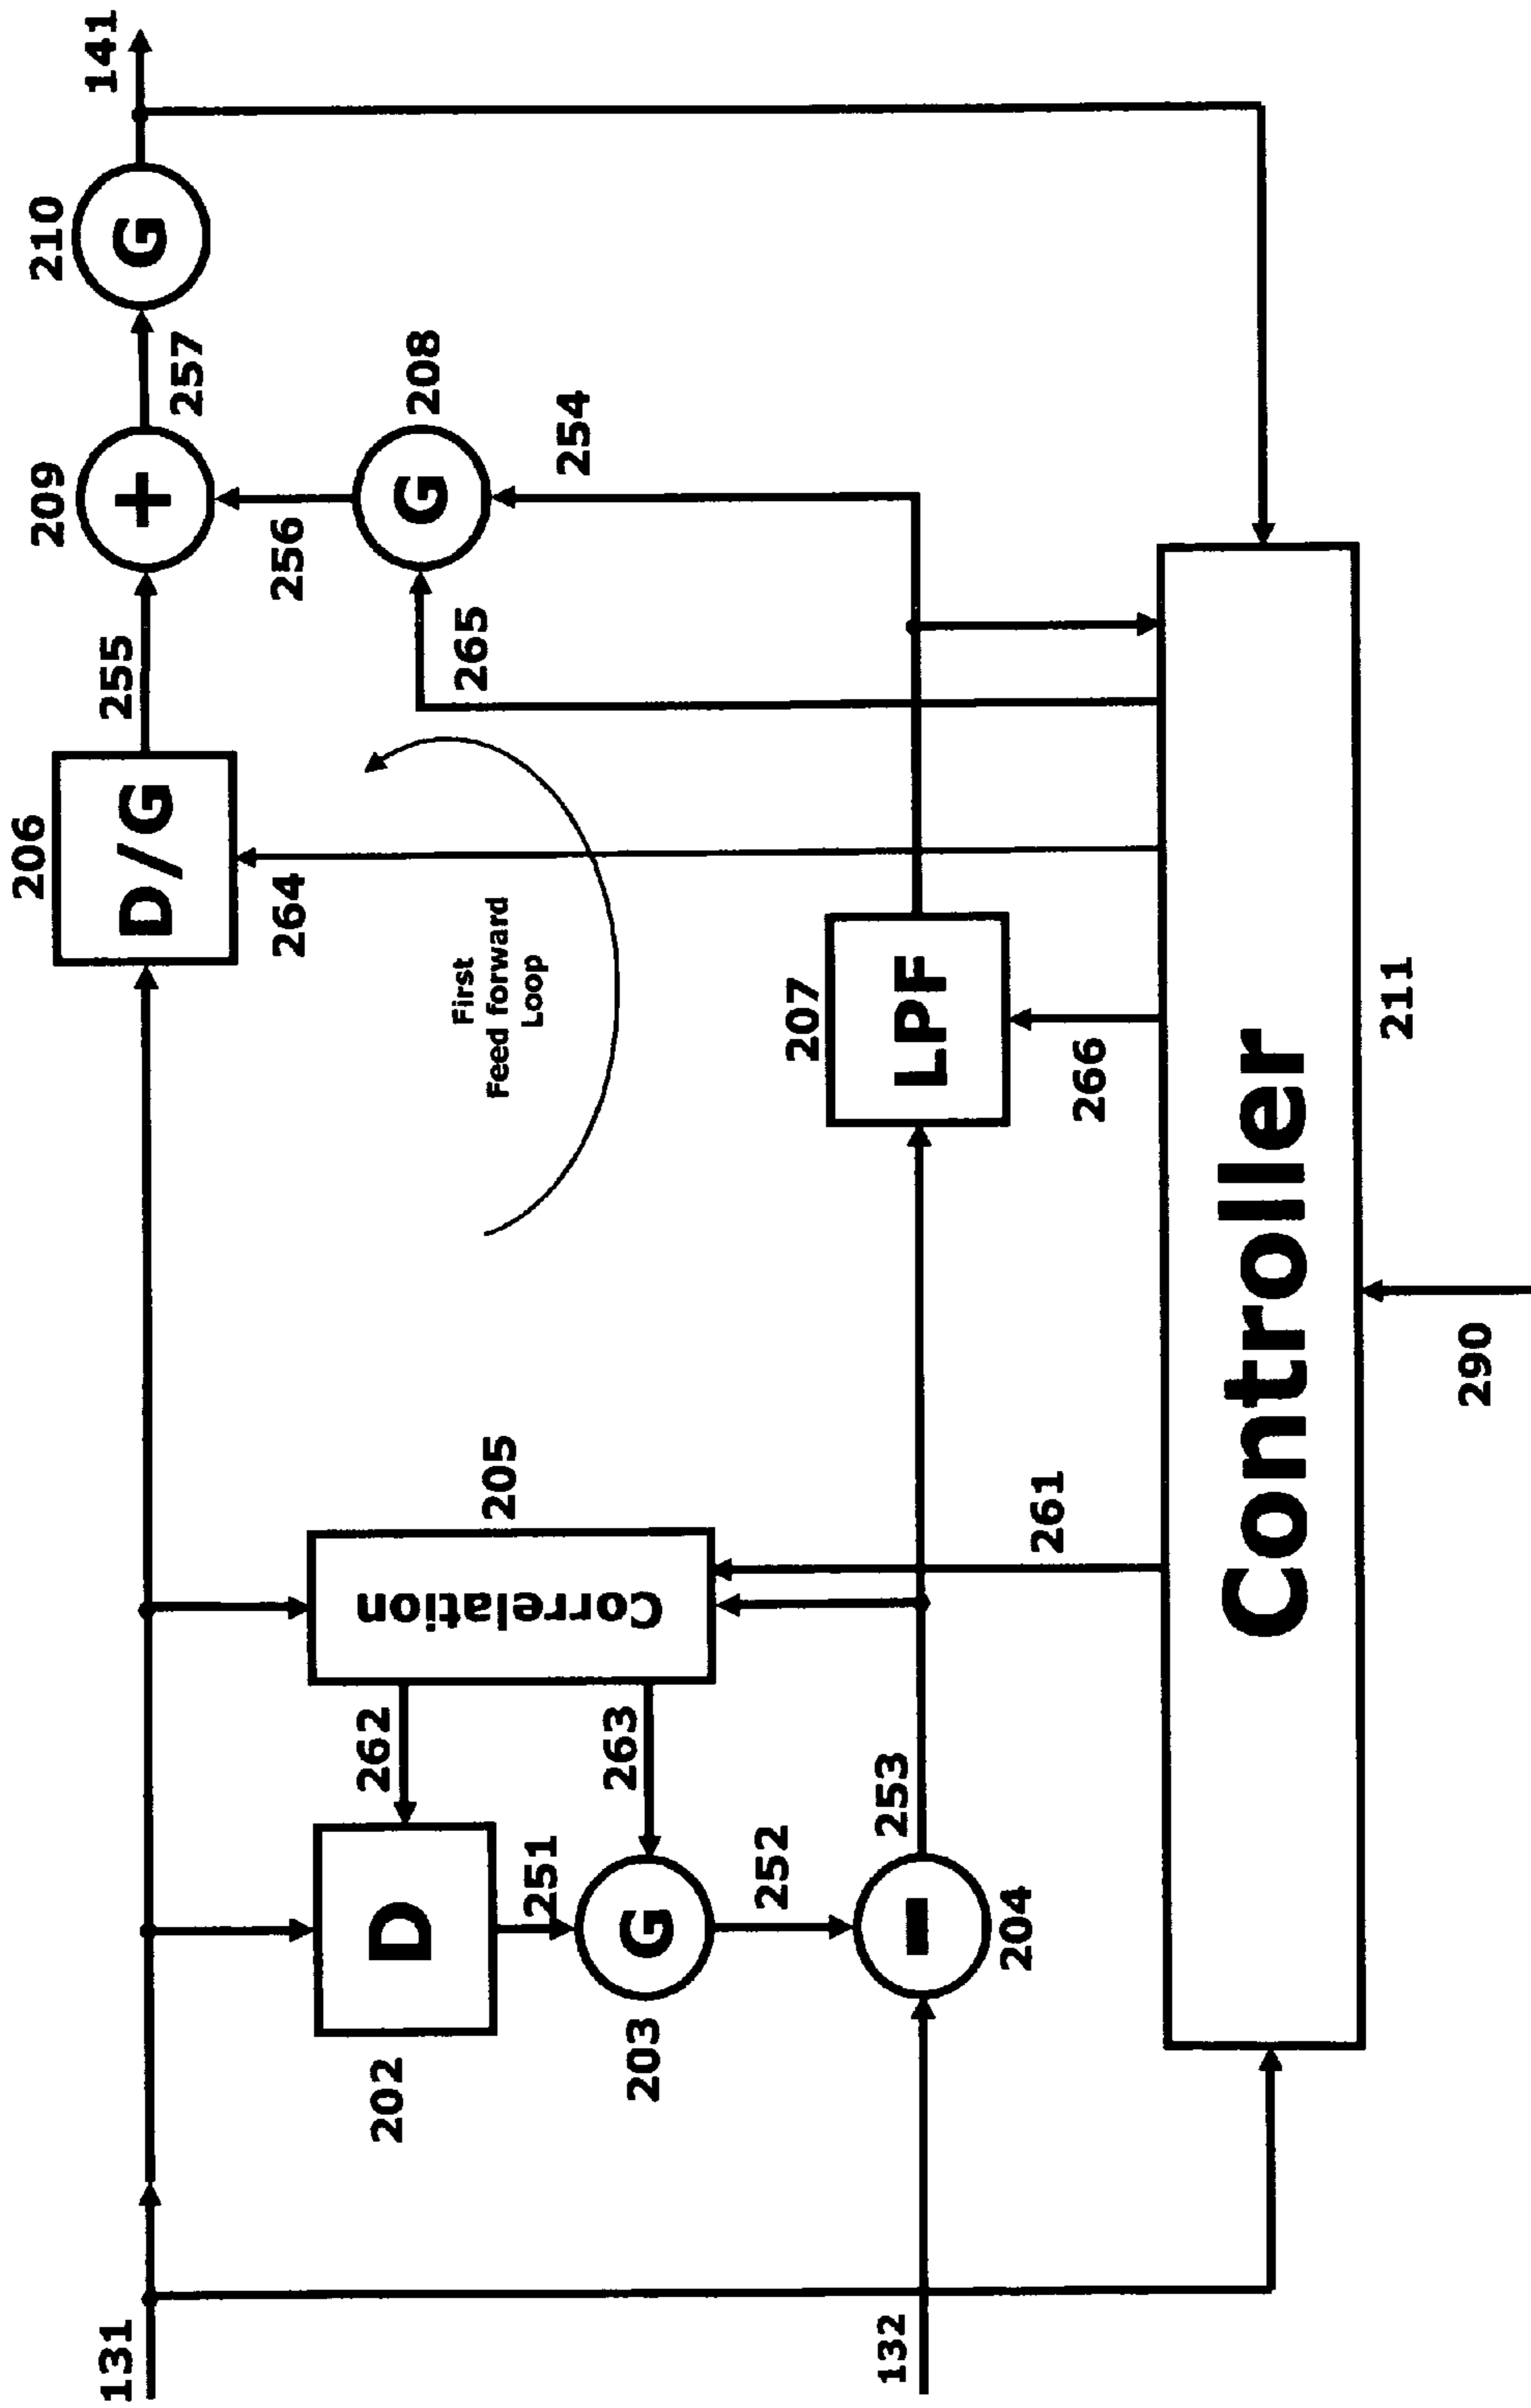 131
132
202
D
251
203
G
252
204
−
253
262
263
Correlation
205
261
First
Feed forward
Loop
206
D/G
264
255
207
LPF
266
265
254
208
G
256
209
+
257
210
G
141
Controller
211
290